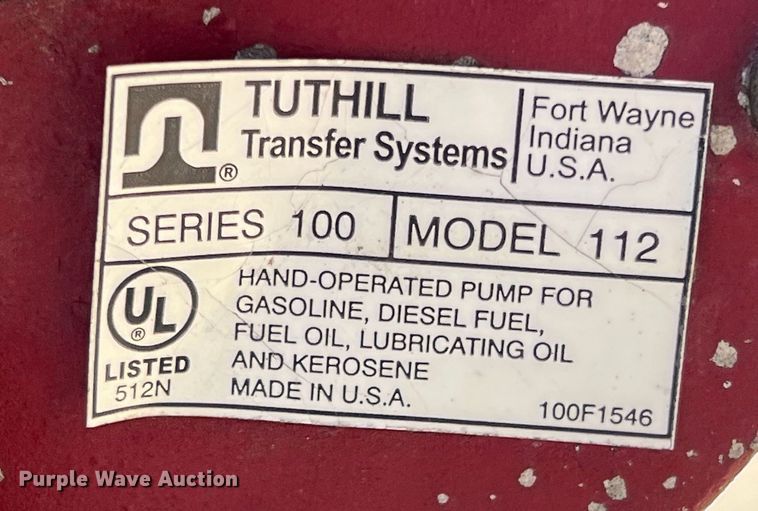 TUTHILL
Transfer Systems
Fort Wayne
Indiana
U.S.A.
®
SERIES 100
MODEL 112
UL
®
LISTED
512N
HAND-OPERATED PUMP FOR
GASOLINE, DIESEL FUEL,
FUEL OIL, LUBRICATING OIL
AND KEROSENE
MADE IN U.S.A.
100F1546
Purple Wave Auction